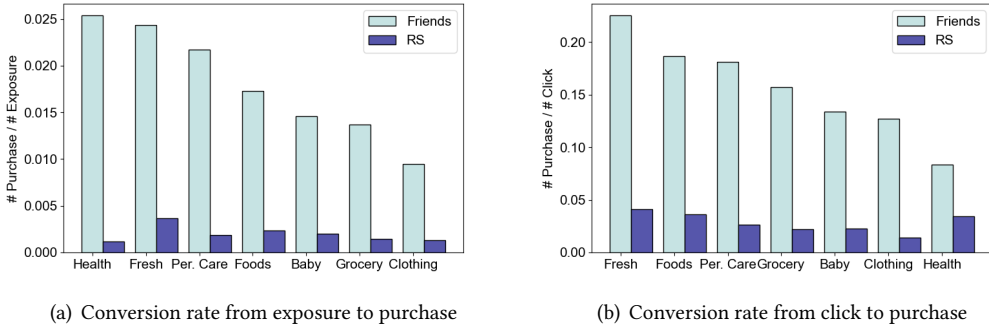 # Purchase / # Exposure
0.025
0.020
0.015
0.010
0.005
0.000
Friends
RS
Health Fresh Per. Care Foods Baby Grocery Clothing
(a) Conversion rate from exposure to purchase
# Purchase / # Click
0.20
0.15
0.10
0.05
0.00
Friends
RS
Fresh Foods Per. Care Grocery Baby Clothing Health
(b) Conversion rate from click to purchase